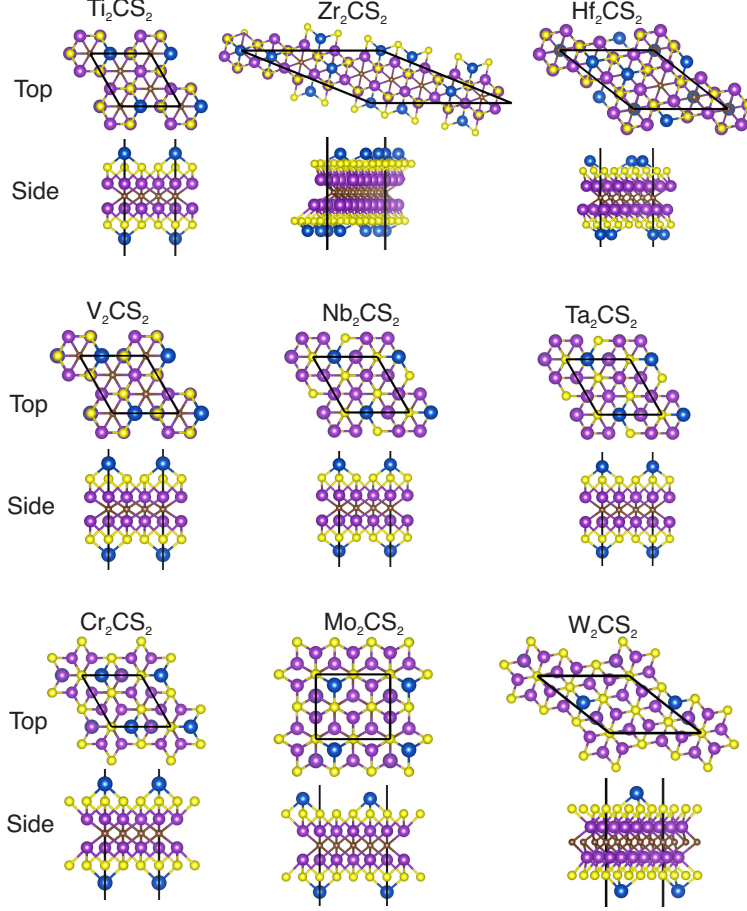 Ti₂CS₂ Zr₂CS₂ Hf₂CS₂
Top
Side
V₂CS₂ Nb₂CS₂ Ta₂CS₂
Top
Side
Cr₂CS₂ Mo₂CS₂ W₂CS₂
Top
Side